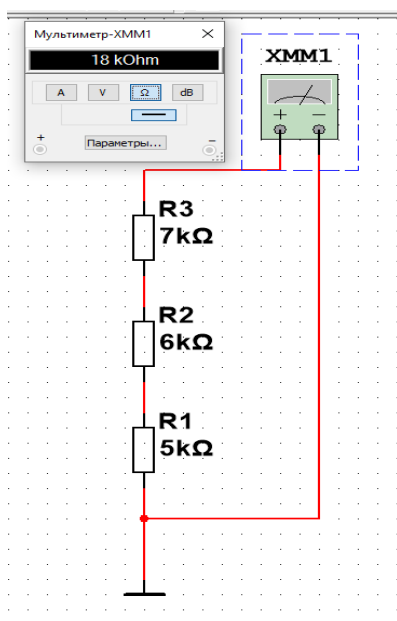 Мультиметр-XMM1
18 kOhm
A V Ω dB
+ Параметры... −
XMM1
+ −
R3
7kΩ
R2
6kΩ
R1
5kΩ